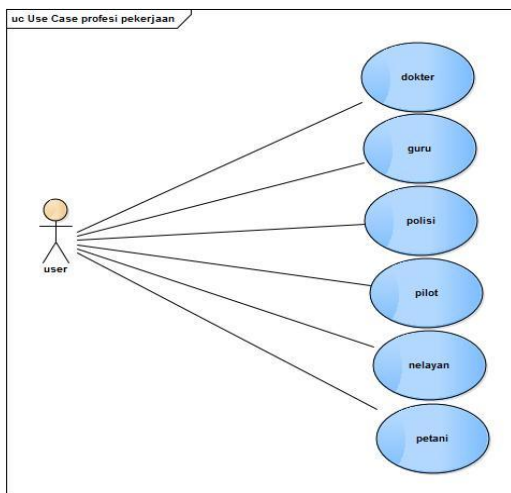 uc Use Case profesi pekerjaan
dokter
guru
polisi
user
pilot
nelayan
petani